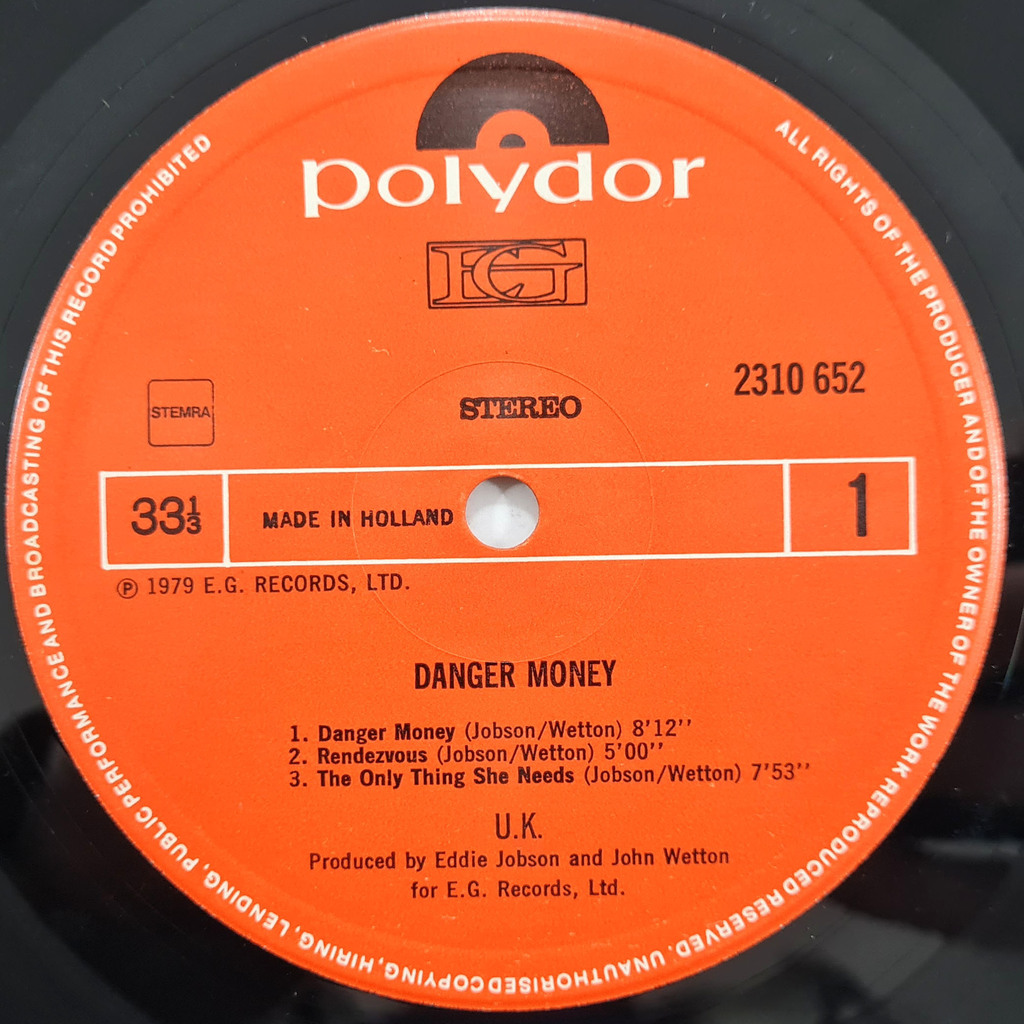 polydor
EG
STEREO
2310 652
STEMRA
33⅓
MADE IN HOLLAND
1
℗ 1979 E.G. RECORDS, LTD.
DANGER MONEY
1. Danger Money (Jobson/Wetton) 8'12''
2. Rendezvous (Jobson/Wetton) 5'00''
3. The Only Thing She Needs (Jobson/Wetton) 7'53''
U.K.
Produced by Eddie Jobson and John Wetton
for E.G. Records, Ltd.
ALL RIGHTS OF THE PRODUCER AND OF THE OWNER OF THE WORK REPRODUCED RESERVED. UNAUTHORISED COPYING, HIRING, LENDING, PUBLIC PERFORMANCE AND BROADCASTING OF THIS RECORD PROHIBITED